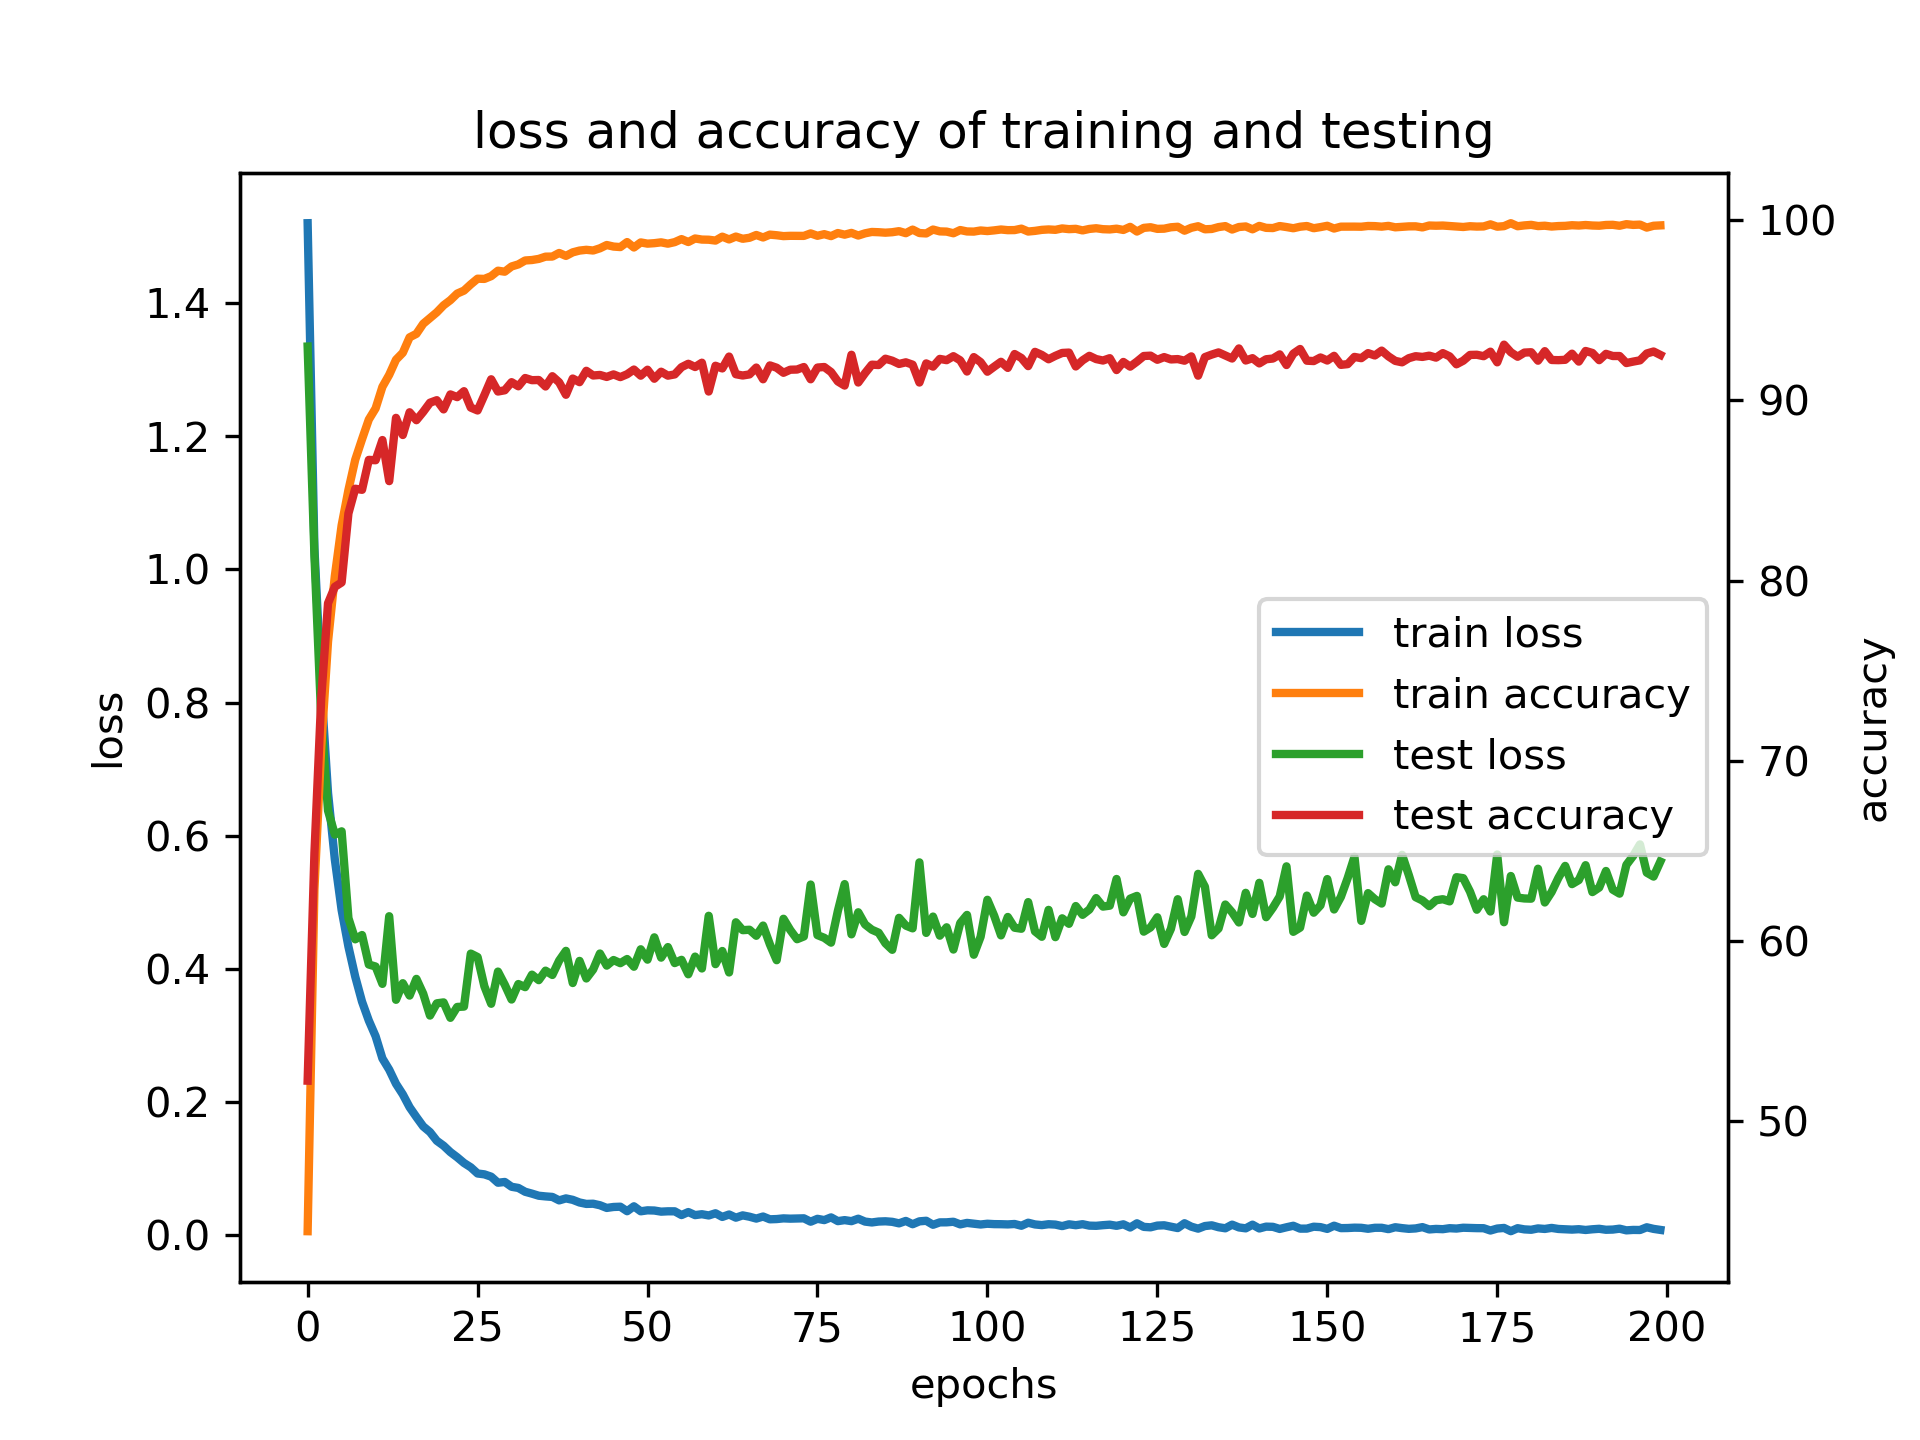 loss and accuracy of training and testing
1.4
1.2
1.0
0.8
0.6
0.4
0.2
0.0
loss
100
90
80
70
60
50
accuracy
train loss
train accuracy
test loss
test accuracy
0 25 50 75 100 125 150 175 200
epochs